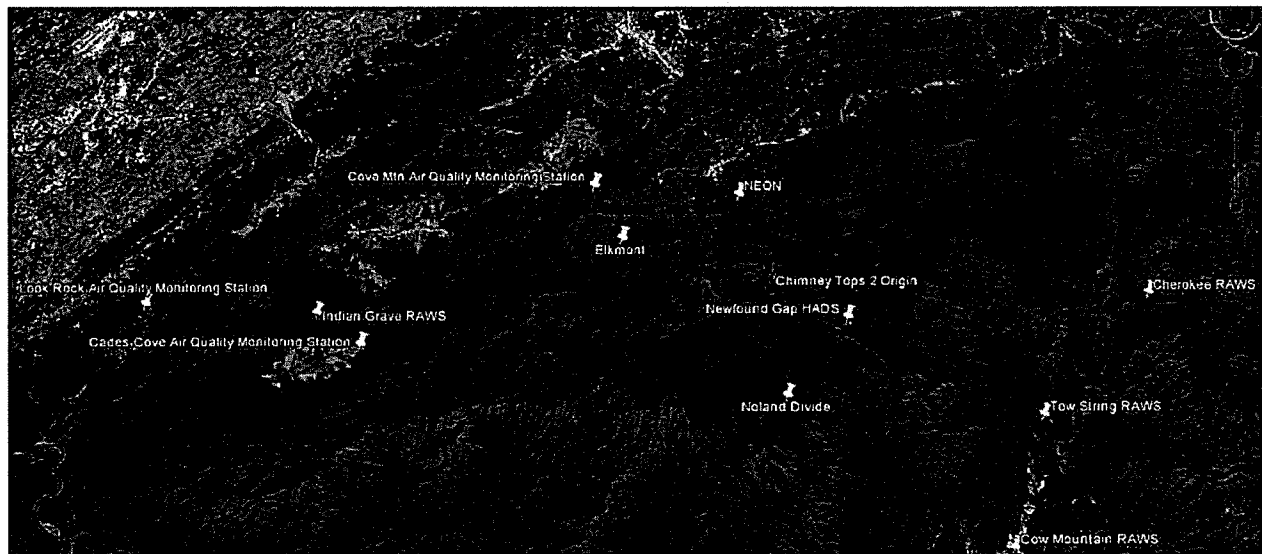 Cove Mtn Air Quality Monitoring Station
NEON
Elkmont
Chimney Tops 2 Origin
Look Rock Air Quality Monitoring Station
Cherokee RAWS
Newfound Gap HADS
Indian Grave RAWS
Cades Cove Air Quality Monitoring Station
Noland Divide
Tow String RAWS
Cow Mountain RAWS